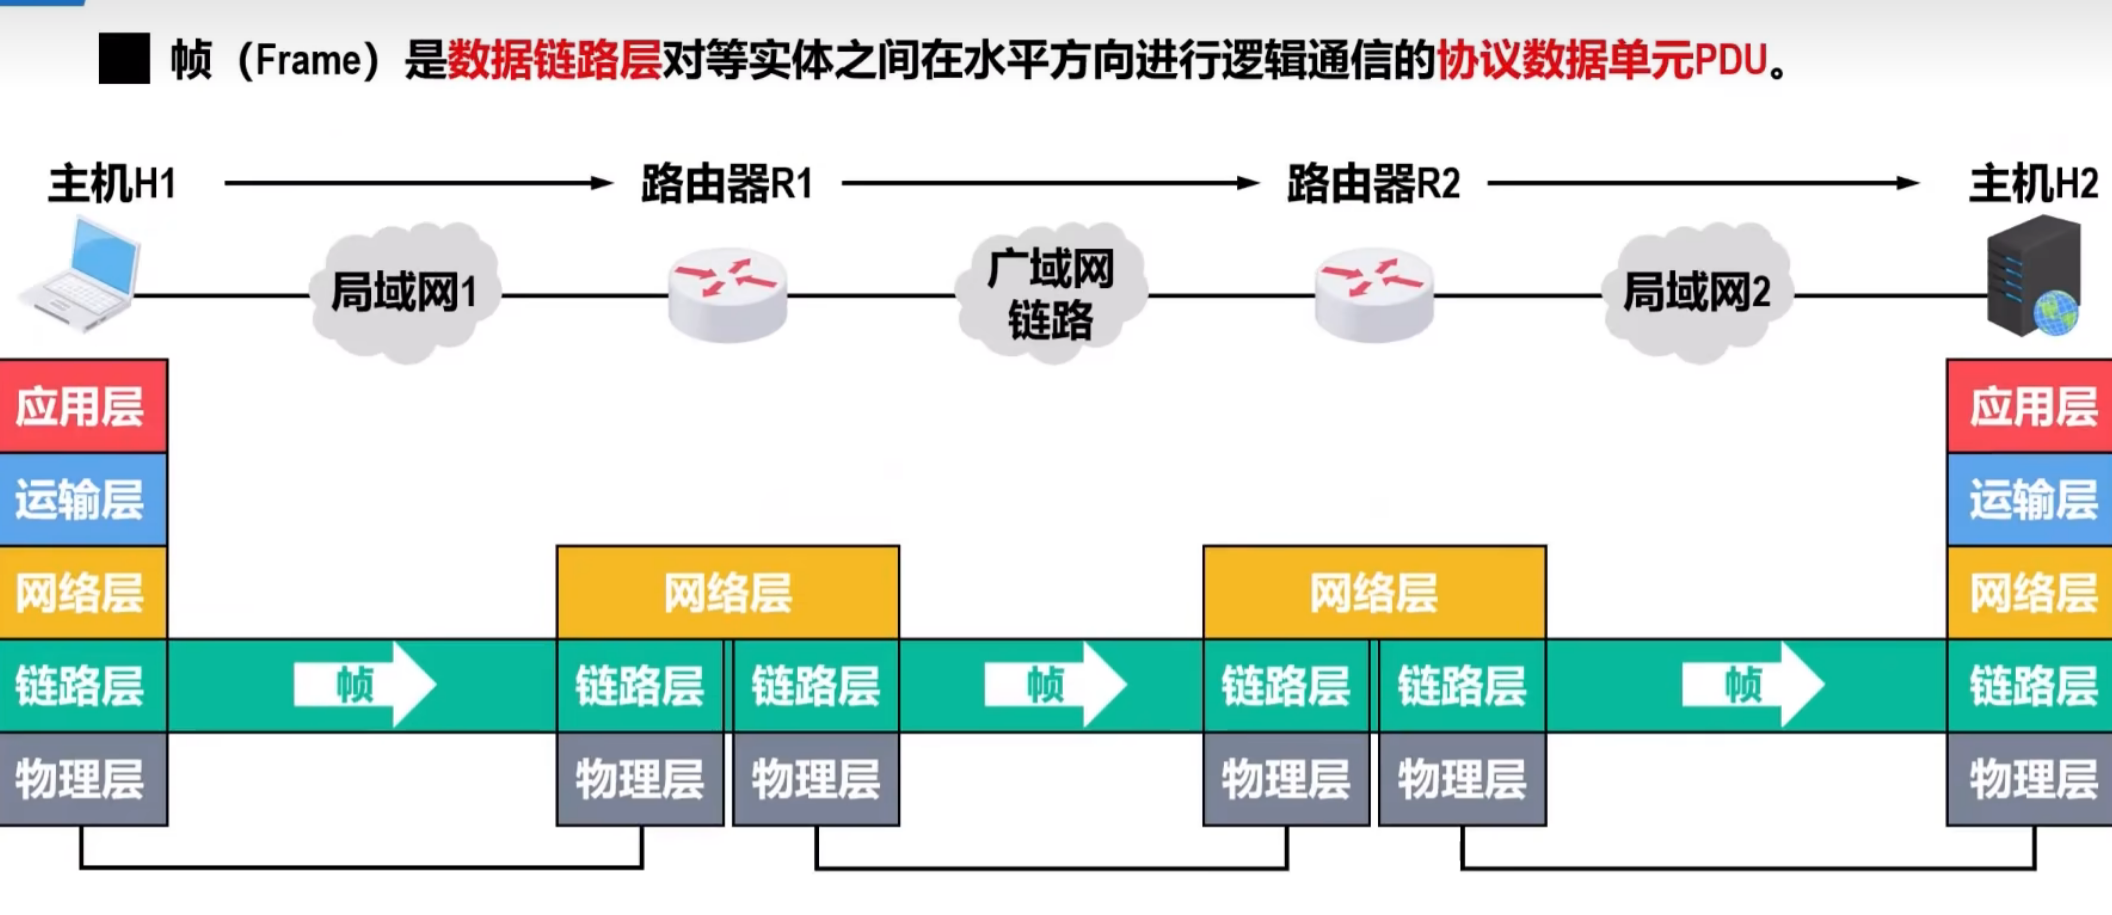 帧（Frame）是数据链路层对等实体之间在水平方向进行逻辑通信的协议数据单元PDU。
主机H1
路由器R1
路由器R2
主机H2
局域网1
广域网
链路
局域网2
应用层
应用层
运输层
运输层
网络层
网络层
网络层
网络层
链路层
帧
链路层
链路层
帧
链路层
链路层
帧
链路层
物理层
物理层
物理层
物理层
物理层
物理层